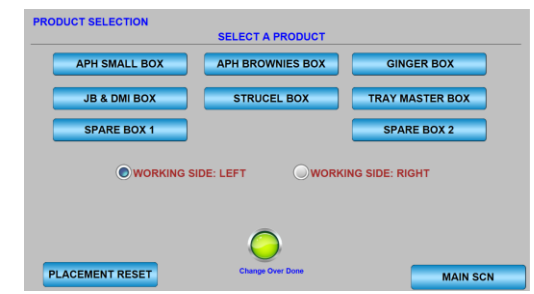 PRODUCT SELECTION
SELECT A PRODUCT
APH SMALL BOX APH BROWNIES BOX GINGER BOX
JB & DMI BOX STRUCEL BOX TRAY MASTER BOX
SPARE BOX 1 SPARE BOX 2
WORKING SIDE: LEFT WORKING SIDE: RIGHT
Change Over Done
PLACEMENT RESET MAIN SCN